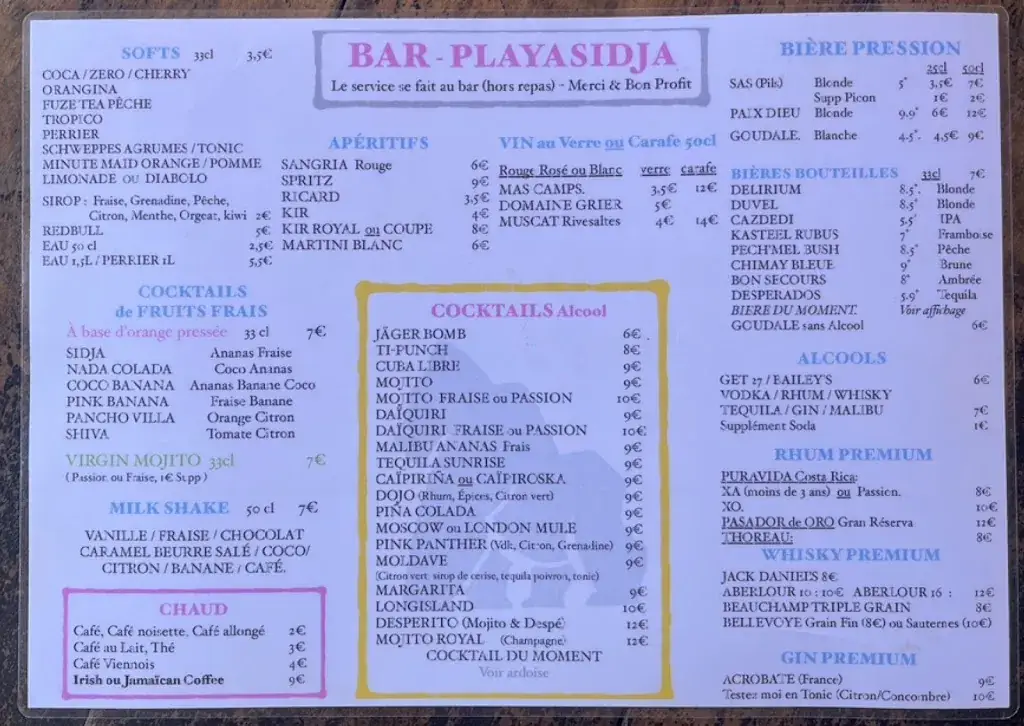 BAR - PLAYASIDJA
Le service se fait au bar (hors repas) - Merci & Bon Profit
SOFTS 33cl 3,5€
COCA / ZERO / CHERRY
ORANGINA
FUZE TEA PÊCHE
TROPICO
PERRIER
SCHWEPPES AGRUMES / TONIC
MINUTE MAID ORANGE / POMME
LIMONADE OU DIABOLO
SIROP : Fraise, Grenadine, Pêche,
Citron, Menthe, Orgeat, kiwi 2€
REDBULL 5€
EAU 50 cl 2,5€
EAU 1,5L / PERRIER 1L 5,5€
COCKTAILS
de FRUITS FRAIS
À base d'orange pressée 33 cl 7€
SIDJA Ananas Fraise
NADA COLADA Coco Ananas
COCO BANANA Ananas Banane Coco
PINK BANANA Fraise Banane
PANCHO VILLA Orange Citron
SHIVA Tomate Citron
VIRGIN MOJITO 33cl 7€
(Passion ou Fraise, 1€ Supp)
MILK SHAKE 50 cl 7€
VANILLE / FRAISE / CHOCOLAT
CARAMEL BEURRE SALÉ / COCO/
CITRON / BANANE / CAFÉ.
CHAUD
Café, Café noisette, Café allongé 2€
Café au Lait, Thé 3€
Café Viennois 4€
Irish ou Jamaïcan Coffee 9€
APÉRITIFS
SANGRIA Rouge 6€
SPRITZ 9€
RICARD 3,5€
KIR 4€
KIR ROYAL ou COUPE 8€
MARTINI BLANC 6€
VIN au Verre ou Carafe 50cl
Rouge Rosé ou Blanc verre carafe
MAS CAMPS. 3,5€ 12€
DOMAINE GRIER 5€
MUSCAT Rivesaltes 4€ 14€
COCKTAILS Alcool
JÄGER BOMB 6€ .
TI-PUNCH 8€
CUBA LIBRE 9€
MOJITO 9€
MOJITO FRAISE ou PASSION 10€
DAÏQUIRI 9€
DAÏQUIRI FRAISE ou PASSION 10€
MALIBU ANANAS Frais 9€
TEQUILA SUNRISE 9€
CAÏPIRIÑA ou CAÏPIROSKA 9€
DOJO (Rhum, Épices, Citron vert) 9€
PIÑA COLADA 9€
MOSCOW ou LONDON MULE 9€
PINK PANTHER (Vdk, Citron, Grenadine) 9€
MOLDAVE 9€
(Citron vert, sirop de cerise, tequila poivron, tonic)
MARGARITA 9€
LONGISLAND 10€
DESPERITO (Mojito & Despé) 12€
MOJITO ROYAL (Champagne) 12€
COCKTAIL DU MOMENT
Voir ardoise
BIÈRE PRESSION
25cl 50cl
SAS (Pils) Blonde 5° 3,5€ 7€
Supp Picon 1€ 2€
PAIX DIEU Blonde 9.9° 6€ 12€
GOUDALE. Blanche 4.5°. 4,5€ 9€
BIÈRES BOUTEILLES 33cl 7€
DELIRIUM 8.5°. Blonde
DUVEL 8.5° Blonde
CAZDEDI 5.5° IPA
KASTEEL RUBUS 7° Framboise
PECH'MEL BUSH 8.5° Pêche
CHIMAY BLEUE 9° Brune
BON SECOURS 8° Ambrée
DESPERADOS 5.9° Tequila
BIERE DU MOMENT. Voir affichage
GOUDALE sans Alcool 6€
ALCOOLS
GET 27 / BAILEY'S 6€
VODKA / RHUM / WHISKY
TEQUILA / GIN / MALIBU 7€
Supplément Soda 1€
RHUM PREMIUM
PURAVIDA Costa Rica:
XA (moins de 3 ans) ou Passion. 8€
XO. 10€
PASADOR de ORO Gran Réserva 12€
THOREAU: 8€
WHISKY PREMIUM
JACK DANIEL'S 8€
ABERLOUR 10 : 10€ ABERLOUR 16 : 12€
BEAUCHAMP TRIPLE GRAIN 8€
BELLEVOYE Grain Fin (8€) ou Sauternes (10€)
GIN PREMIUM
ACROBATE (France) 9€
Testez moi en Tonic (Citron/Concombre) 10€